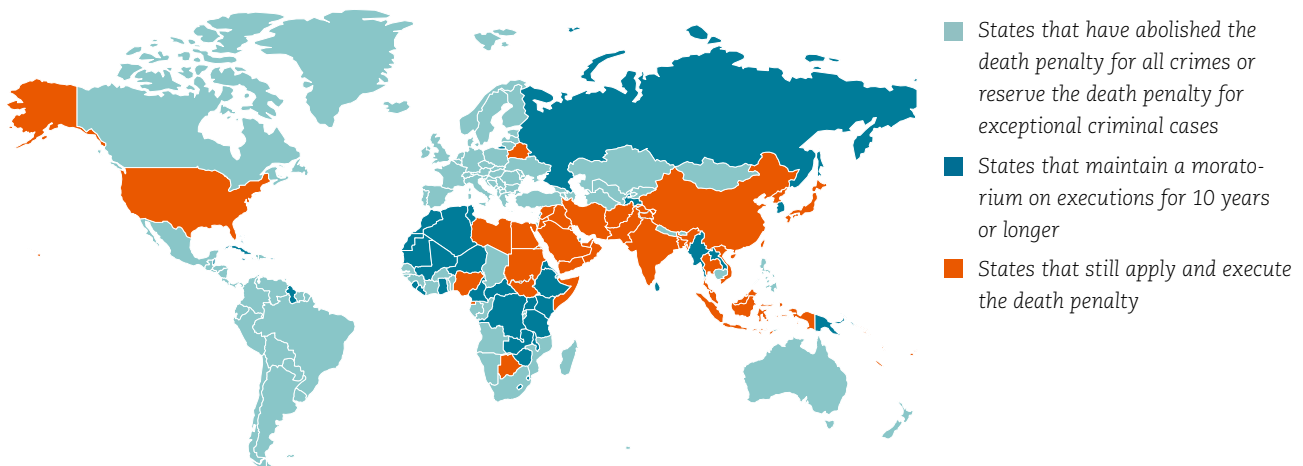 States that have abolished the
death penalty for all crimes or
reserve the death penalty for
exceptional criminal cases
States that maintain a morato-
rium on executions for 10 years
or longer
States that still apply and execute
the death penalty